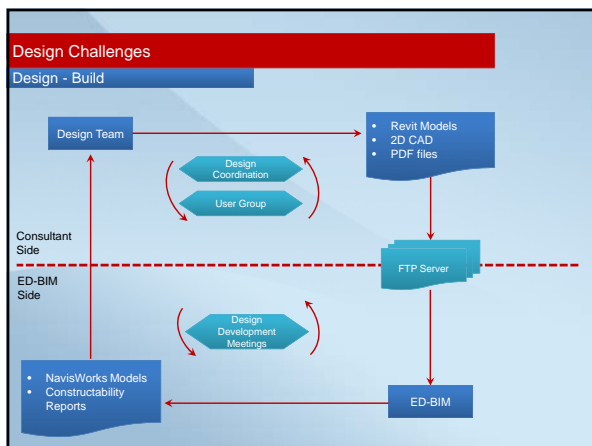 Design Challenges
Design - Build
Design Team
• Revit Models
• 2D CAD
• PDF files
Design
Coordination
User Group
Consultant
Side
FTP Server
ED-BIM
Side
Design
Development
Meetings
• NavisWorks Models
• Constructability
Reports
ED-BIM